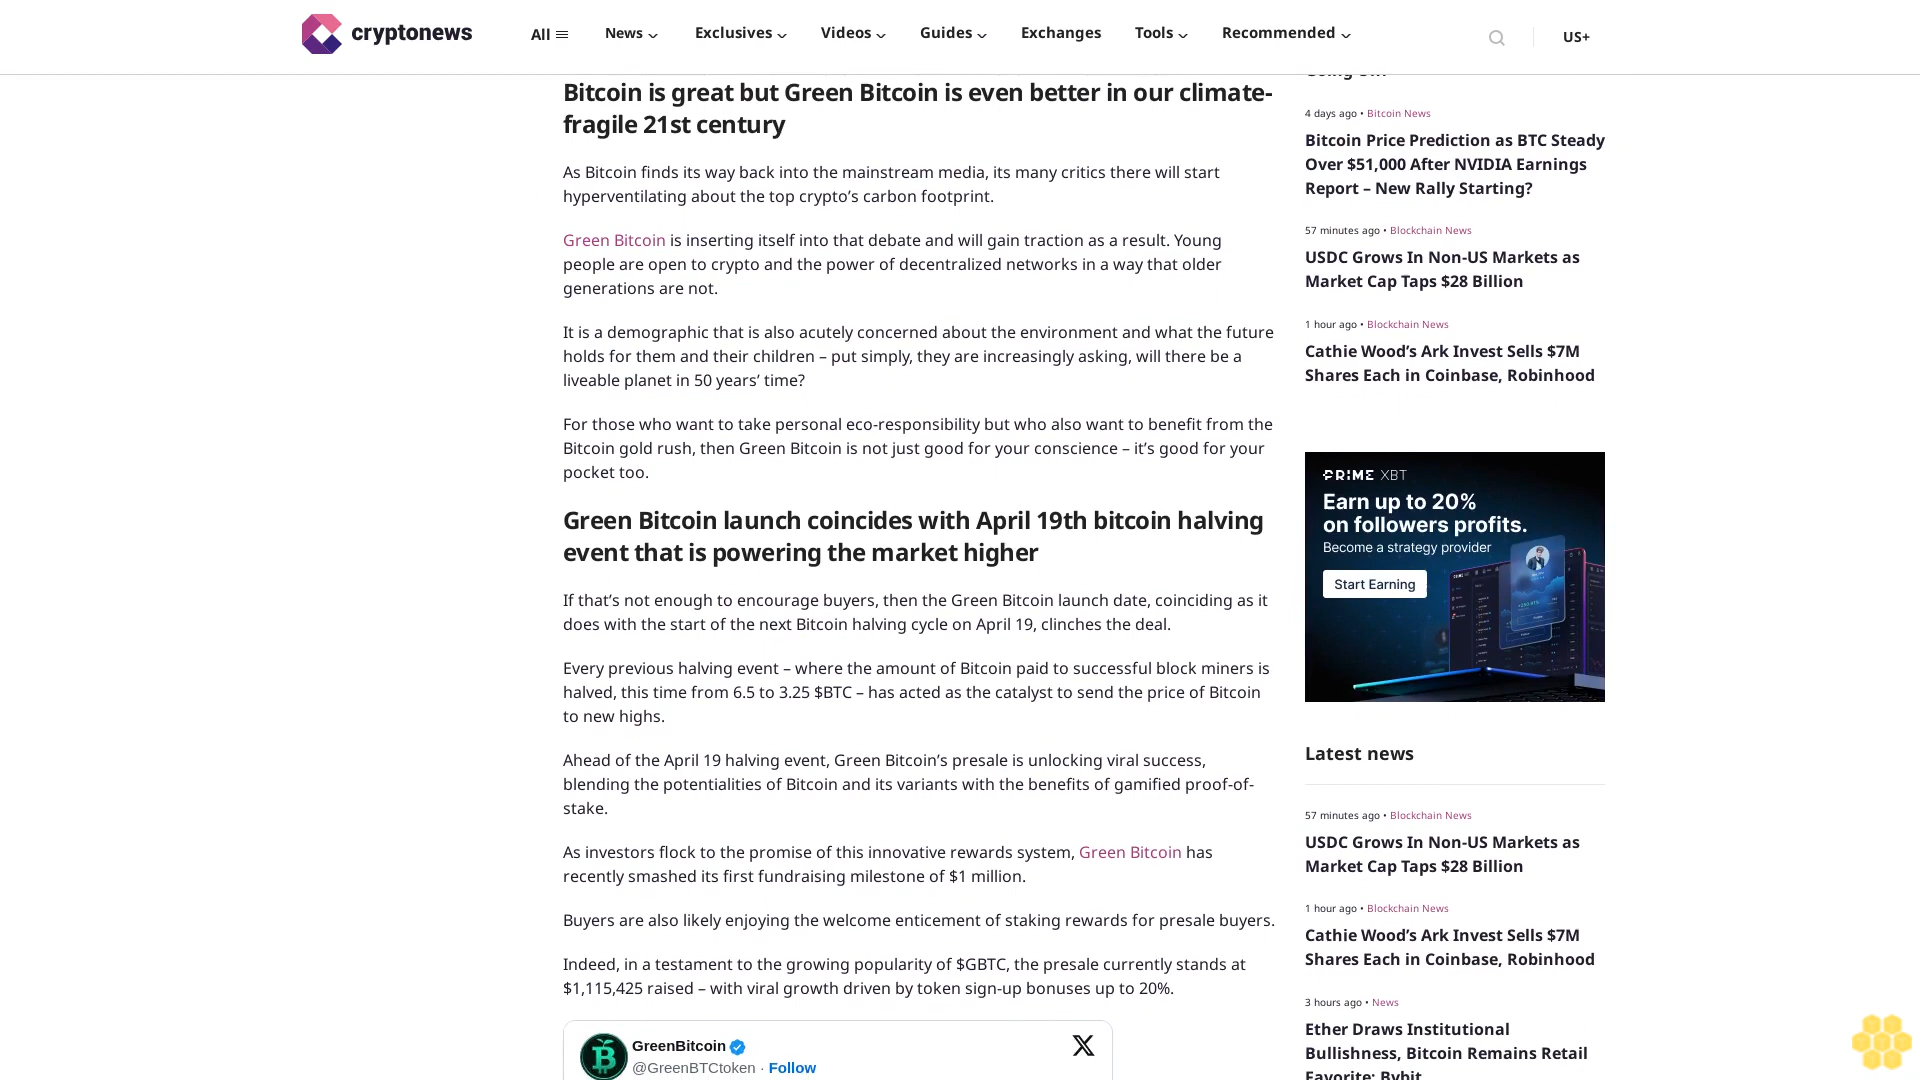 cryptonews
All
News
Exclusives
Videos
Guides
Exchanges
Tools
Recommended
US+
Bitcoin is great but Green Bitcoin is even better in our climate-
fragile 21st century
As Bitcoin finds its way back into the mainstream media, its many critics there will start
hyperventilating about the top crypto’s carbon footprint.
Green Bitcoin is inserting itself into that debate and will gain traction as a result. Young
people are open to crypto and the power of decentralized networks in a way that older
generations are not.
It is a demographic that is also acutely concerned about the environment and what the future
holds for them and their children – put simply, they are increasingly asking, will there be a
liveable planet in 50 years’ time?
For those who want to take personal eco-responsibility but who also want to benefit from the
Bitcoin gold rush, then Green Bitcoin is not just good for your conscience – it’s good for your
pocket too.
Green Bitcoin launch coincides with April 19th bitcoin halving
event that is powering the market higher
If that’s not enough to encourage buyers, then the Green Bitcoin launch date, coinciding as it
does with the start of the next Bitcoin halving cycle on April 19, clinches the deal.
Every previous halving event – where the amount of Bitcoin paid to successful block miners is
halved, this time from 6.5 to 3.25 $BTC – has acted as the catalyst to send the price of Bitcoin
to new highs.
Ahead of the April 19 halving event, Green Bitcoin’s presale is unlocking viral success,
blending the potentialities of Bitcoin and its variants with the benefits of gamified proof-of-
stake.
As investors flock to the promise of this innovative rewards system, Green Bitcoin has
recently smashed its first fundraising milestone of $1 million.
Buyers are also likely enjoying the welcome enticement of staking rewards for presale buyers.
Indeed, in a testament to the growing popularity of $GBTC, the presale currently stands at
$1,115,425 raised – with viral growth driven by token sign-up bonuses up to 20%.
GreenBitcoin
@GreenBTCtoken · Follow
4 days ago • Bitcoin News
Bitcoin Price Prediction as BTC Steady
Over $51,000 After NVIDIA Earnings
Report – New Rally Starting?
57 minutes ago • Blockchain News
USDC Grows In Non-US Markets as
Market Cap Taps $28 Billion
1 hour ago • Blockchain News
Cathie Wood’s Ark Invest Sells $7M
Shares Each in Coinbase, Robinhood
PRIME XBT
Earn up to 20%
on followers profits.
Become a strategy provider
Start Earning
Latest news
57 minutes ago • Blockchain News
USDC Grows In Non-US Markets as
Market Cap Taps $28 Billion
1 hour ago • Blockchain News
Cathie Wood’s Ark Invest Sells $7M
Shares Each in Coinbase, Robinhood
3 hours ago • News
Ether Draws Institutional
Bullishness, Bitcoin Remains Retail
Favorite: Bybit